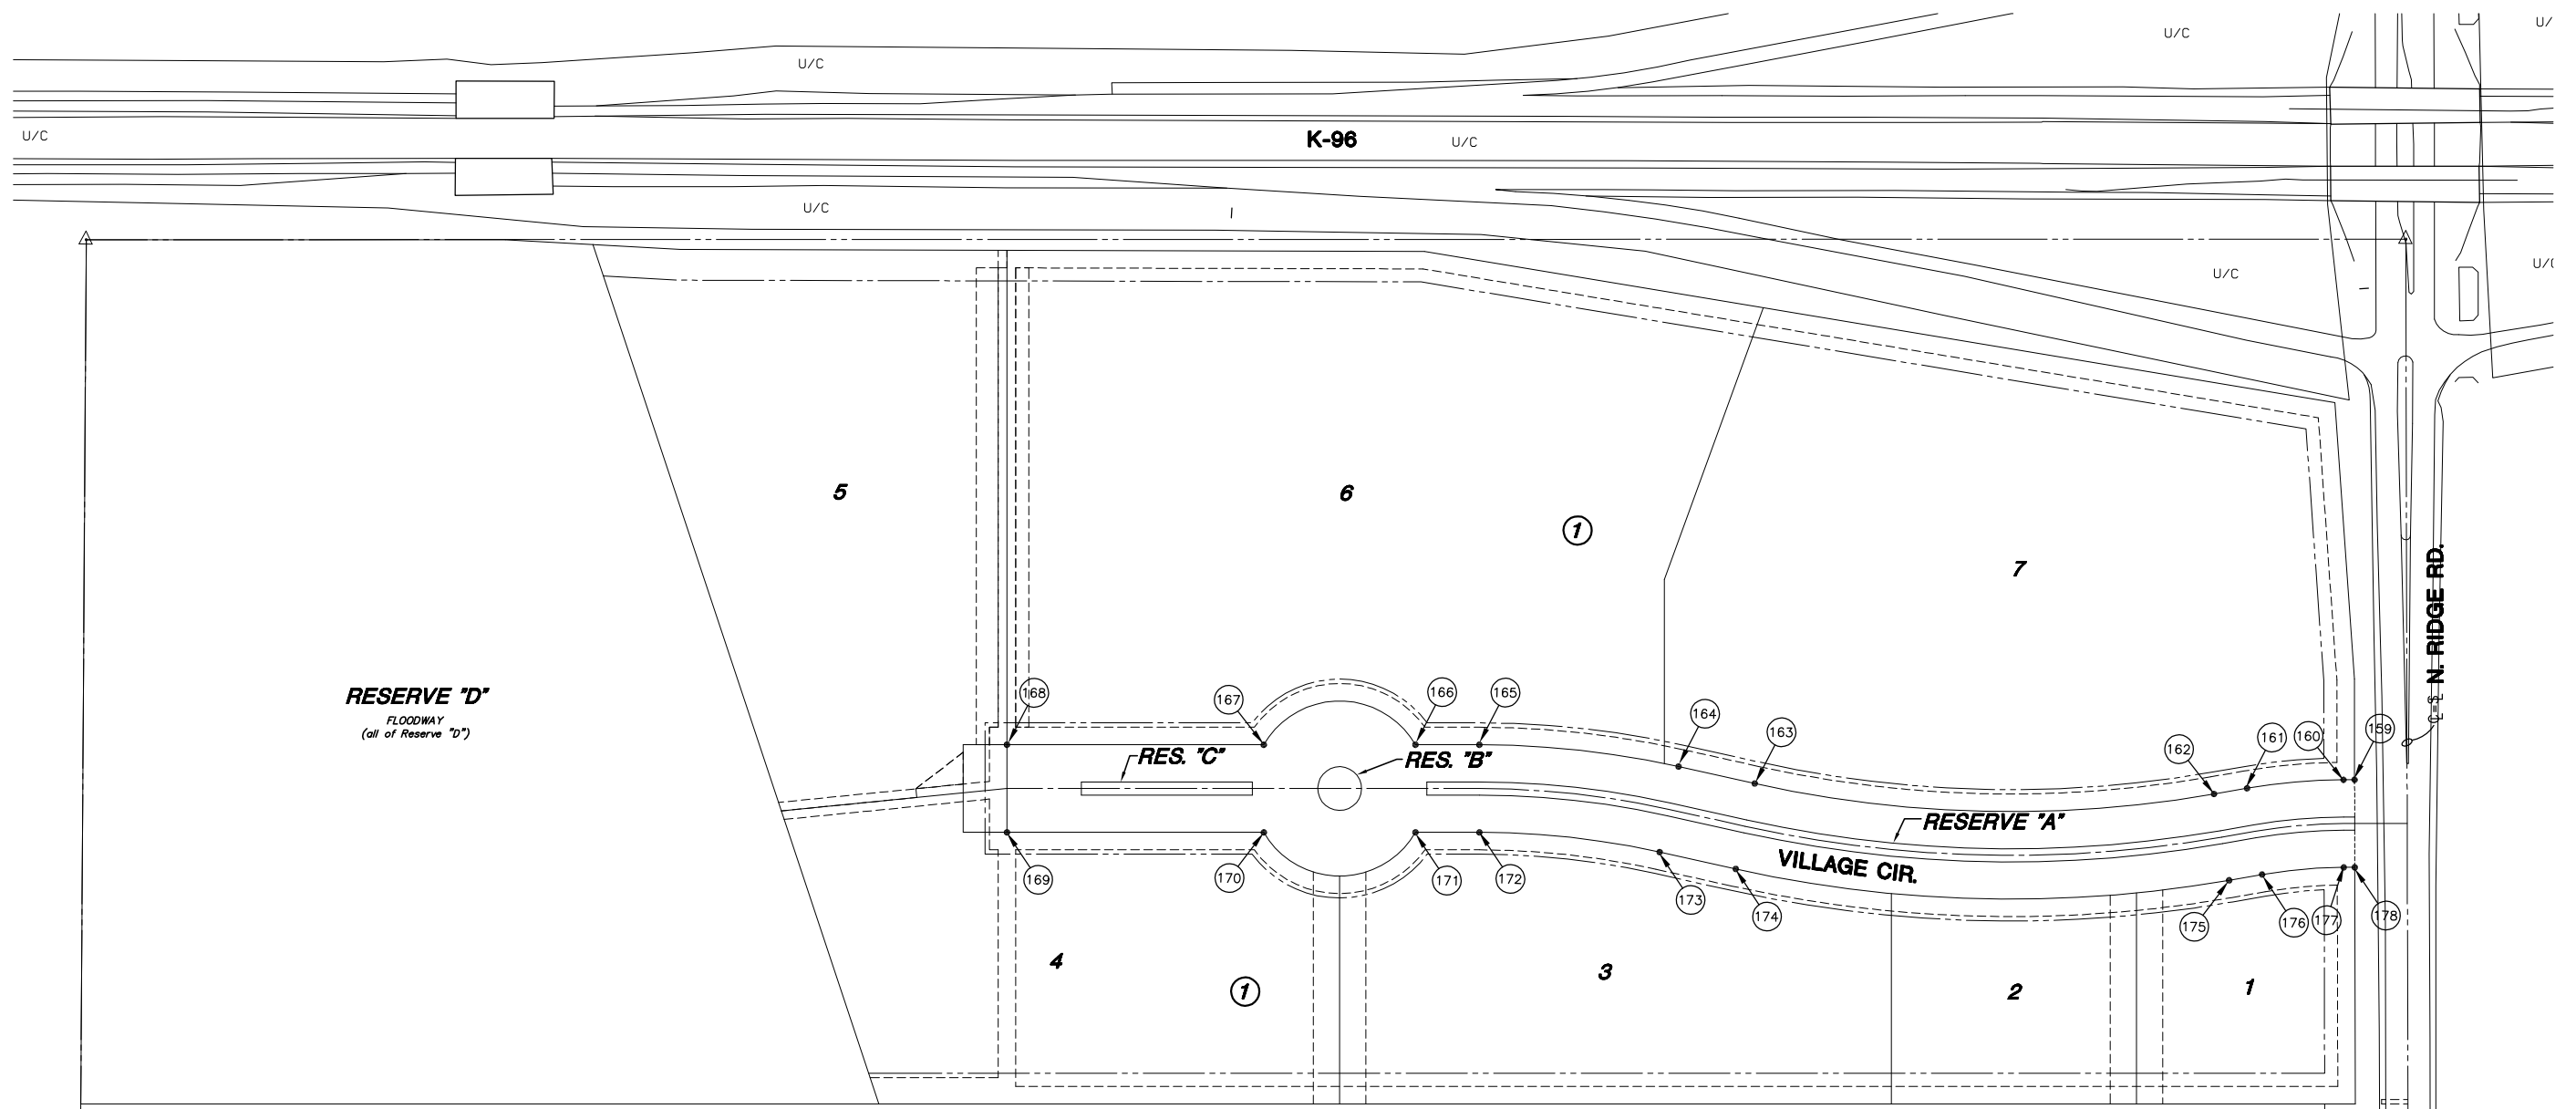 U/C
U/
U/C
K-96
U/C
U/C
U/C
U/C
U/C
5
6
1
7
N. RIDGE RD.
RESERVE "D"
FLOODWAY
(all of Reserve "D")
168
167
166
165
164
163
162
161
160
159
RES. "C"
RES. "B"
RESERVE "A"
VILLAGE CIR.
169
170
171
172
173
174
175
176
177
178
4
1
3
2
1